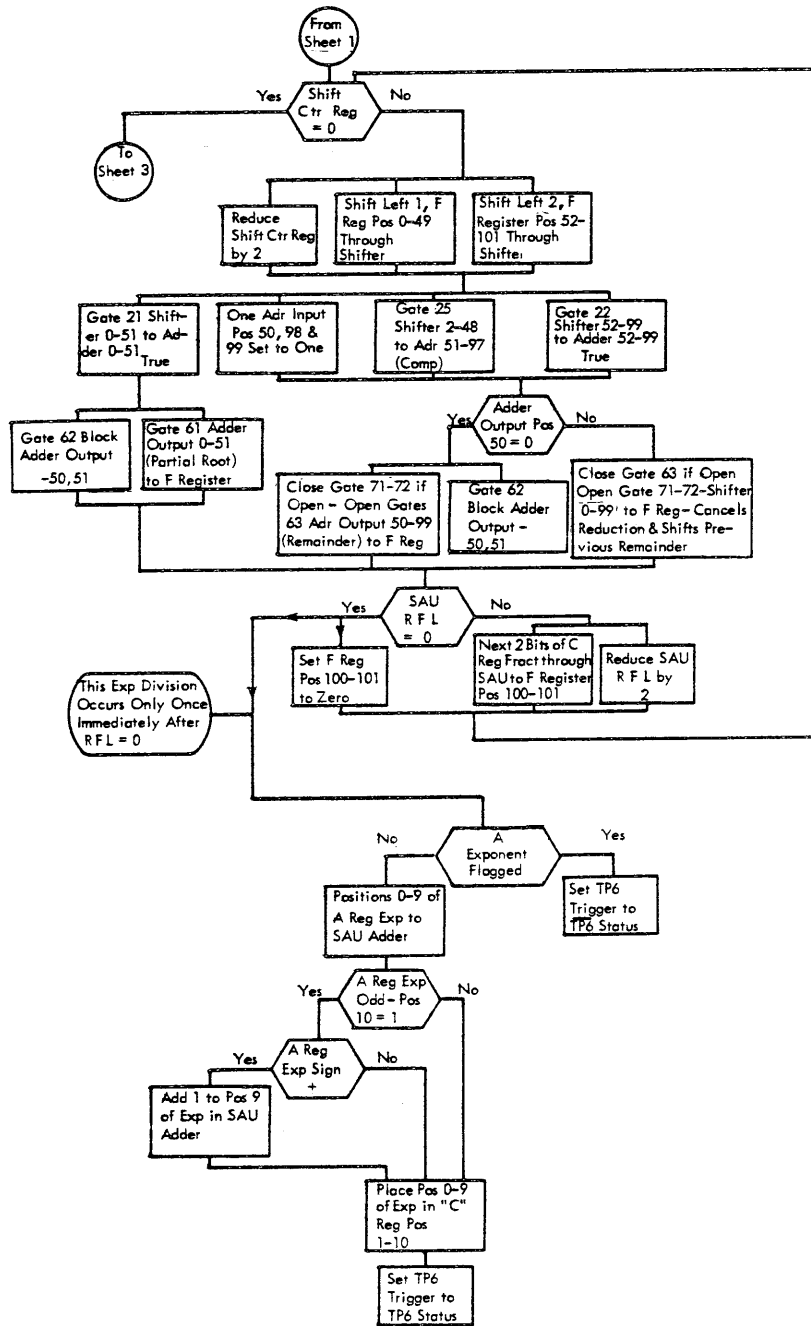 From
Sheet
1
Yes
Shift
Ctr Reg
= 0
No
To
Sheet 3
Reduce
Shift Ctr Reg
by 2
Shift Left 1, F
Reg Pos 0-49
Through
Shifter
Shift Left 2, F
Register Pos 52-
101 Through
Shifter
Gate 21 Shift-
er 0-51 to Ad-
der 0-51
True
One Adr Input
Pos 50, 98 &
99 Set to One
Gate 25
Shifter 2-48
to Adr 51-97
(Comp)
Gate 22
Shifter 52-99
to Adder 52-99
True
Gate 62 Block
Adder Output
-50,51
Gate 61 Adder
Output 0-51
(Partial Root)
to F Register
Yes
Adder
Output Pos
50 = 0
No
Close Gate 71-72 if
Open - Open Gates
63 Adr Output 50-99
(Remainder) to F Reg
Gate 62
Block Adder
Output -
50,51
Close Gate 63 if Open
Open Gate 71-72-Shifter
0-99 to F Reg-Cancels
Reduction & Shifts Pre-
vious Remainder
Yes
SAU
R F L
= 0
No
Set F Reg
Pos 100-101
to Zero
Next 2 Bits of C
Reg Fract through
SAU to F Register
Pos 100-101
Reduce SAU
R F L by
2
This Exp Division
Occurs Only Once
Immediately After
RFL = 0
No
A
Exponent
Flagged
Yes
Positions 0-9 of
A Reg Exp to
SAU Adder
Set TP6
Trigger to
TP6 Status
Yes
A Reg Exp
Odd-Pos
10 = 1
No
Yes
A Reg
Exp Sign
+
No
Add 1 to Pos 9
of Exp in SAU
Adder
Place Pos 0-9
of Exp in "C"
Reg Pos
1-10
Set TP6
Trigger to
TP6 Status